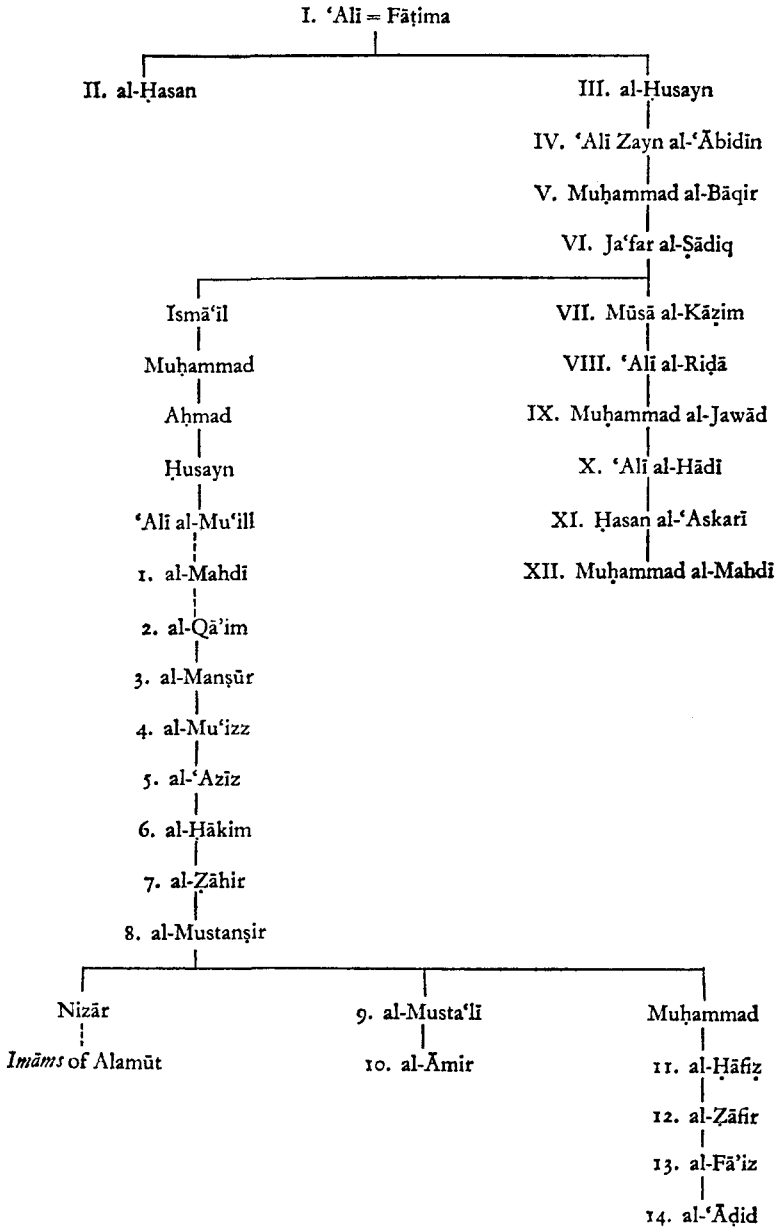 I. ‘Alī = Fāṭima
II. al-Ḥasan
III. al-Ḥusayn
IV. ‘Alī Zayn al-‘Ābidīn
V. Muḥammad al-Bāqir
VI. Ja‘far al-Ṣādiq
Ismā‘īl
VII. Mūsā al-Kāẓim
Muḥammad
VIII. ‘Alī al-Riḍā
Aḥmad
IX. Muḥammad al-Jawād
Ḥusayn
X. ‘Alī al-Hādī
‘Alī al-Mu‘ill
XI. Ḥasan al-‘Askarī
1. al-Mahdī
XII. Muḥammad al-Mahdī
2. al-Qā’im
3. al-Manṣūr
4. al-Mu‘izz
5. al-‘Azīz
6. al-Ḥākim
7. al-Ẓāhir
8. al-Mustanṣir
Nizār
9. al-Musta‘lī
Muḥammad
Imāms of Alamūt
10. al-Āmir
11. al-Ḥāfiẓ
12. al-Ẓāfir
13. al-Fā’iz
14. al-‘Āḍid